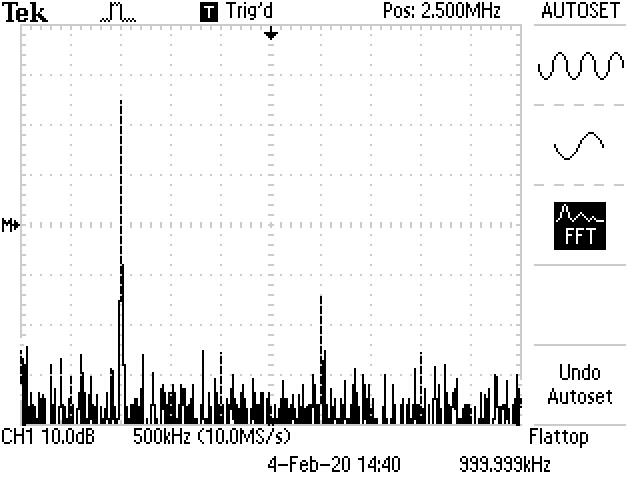 Tek T Trig'd Pos: 2.500MHz AUTOSET
M
FFT
Undo
Autoset
CH1 10.0dB 500kHz (10.0MS/s) Flattop
4-Feb-20 14:40 999.999kHz